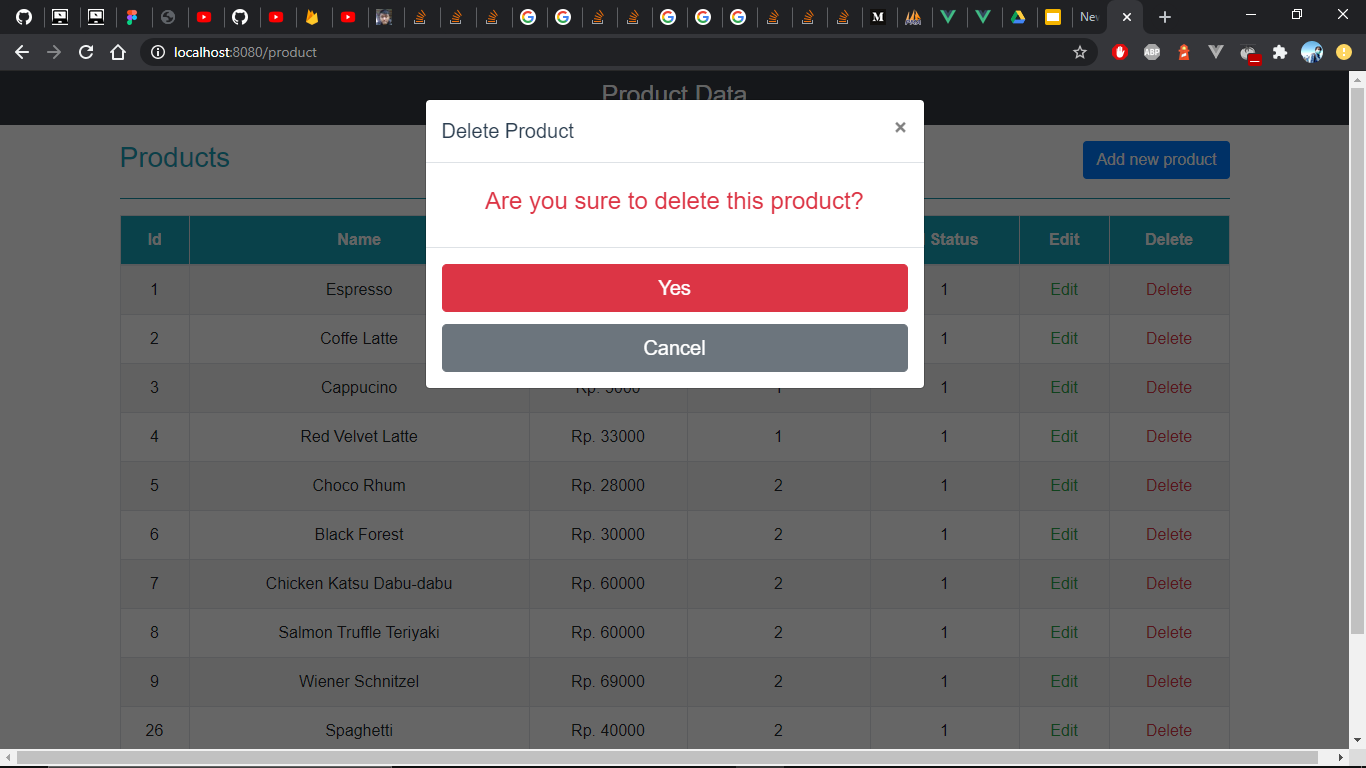 New
localhost:8080/product
ABP
Product Data
Delete Product ×
Products
Add new product
Are you sure to delete this product?
Yes
Cancel
Id Name Status Edit Delete
1 Espresso 1 Edit Delete
2 Coffe Latte 1 Edit Delete
3 Cappucino Rp. 5000 1 1 Edit Delete
4 Red Velvet Latte Rp. 33000 1 1 Edit Delete
5 Choco Rhum Rp. 28000 2 1 Edit Delete
6 Black Forest Rp. 30000 2 1 Edit Delete
7 Chicken Katsu Dabu-dabu Rp. 60000 2 1 Edit Delete
8 Salmon Truffle Teriyaki Rp. 60000 2 1 Edit Delete
9 Wiener Schnitzel Rp. 69000 2 1 Edit Delete
26 Spaghetti Rp. 40000 2 1 Edit Delete